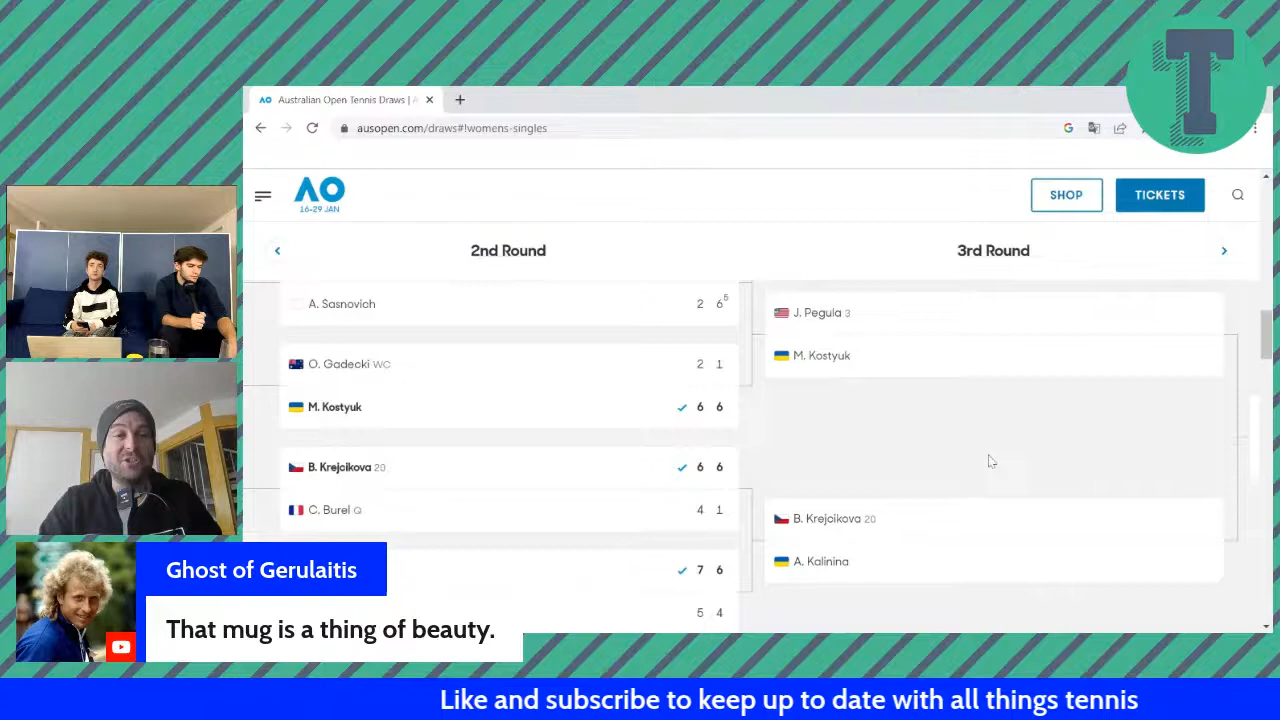 T
AO Australian Open Tennis Draws | A
ausopen.com/draws#!womens-singles
AO
16-29 JAN
SHOP
TICKETS
2nd Round
3rd Round
A. Sasnovich 2 6⁵
O. Gadecki WC 2 1
M. Kostyuk 6 6
B. Krejcikova 20 6 6
C. Burel Q 4 1
7 6
5 4
J. Pegula 3
M. Kostyuk
B. Krejcikova 20
A. Kalinina
Ghost of Gerulaitis
That mug is a thing of beauty.
Like and subscribe to keep up to date with all things tennis